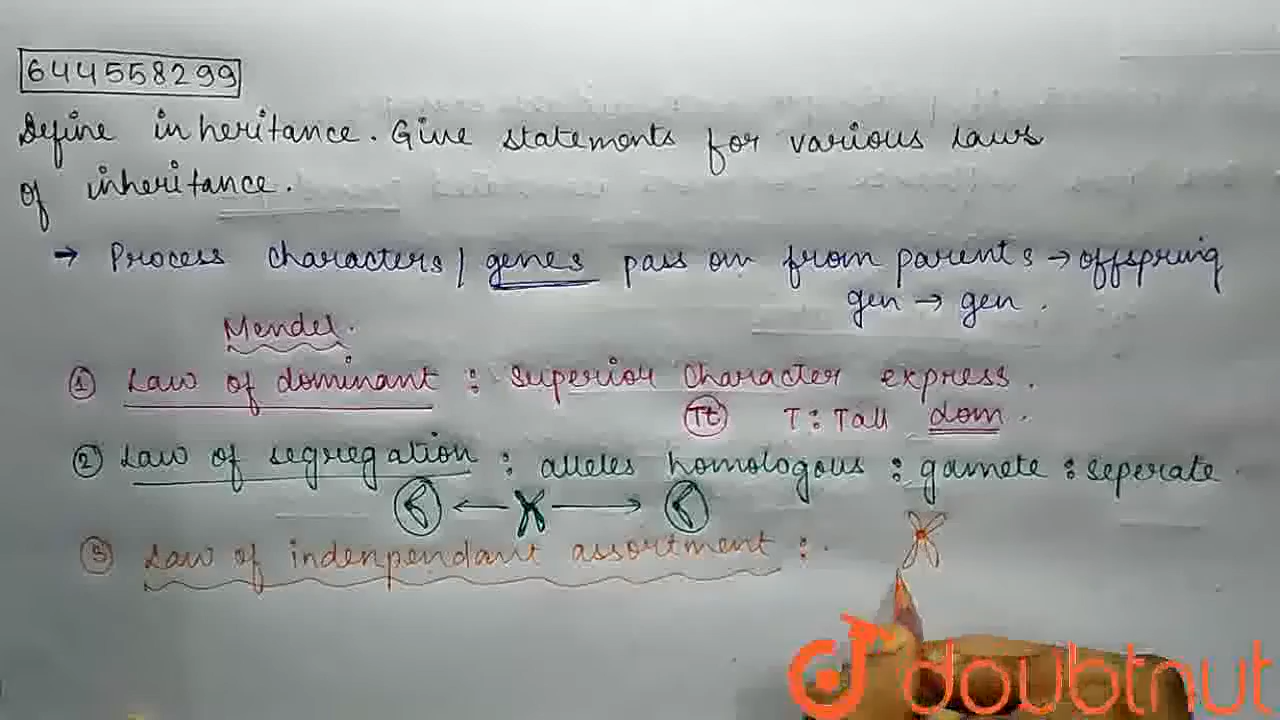 644558299
Define inheritance. Give statements for various laws
of inheritance.
→ Process characters/genes pass on from parents → offspring
gen → gen.
Mendel.
① Law of dominant : superior character express.
Tt T : Tall dom.
② Law of segregation : alleles homologous : gamete : seperate.
③ Law of indenpendant assortment :
doubtnut